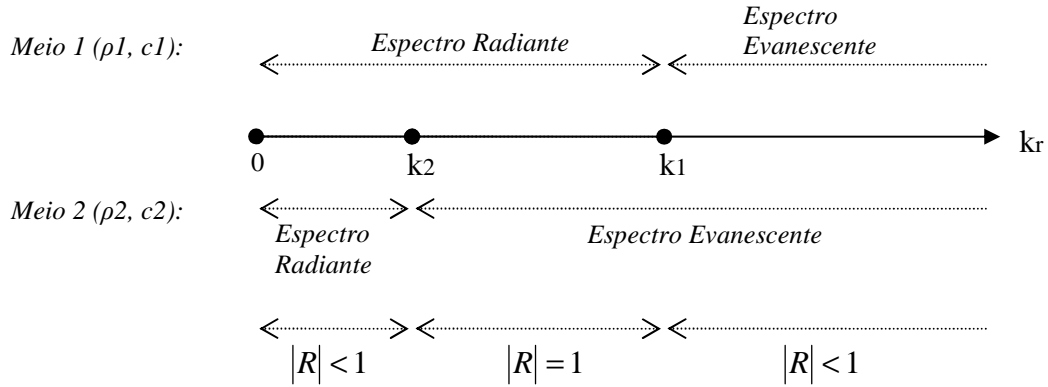 Meio 1 (ρ1, c1):
Espectro Radiante
Espectro
Evanescente
0
k2
k1
kr
Meio 2 (ρ2, c2):
Espectro
Radiante
Espectro Evanescente
|R| < 1
|R| = 1
|R| < 1